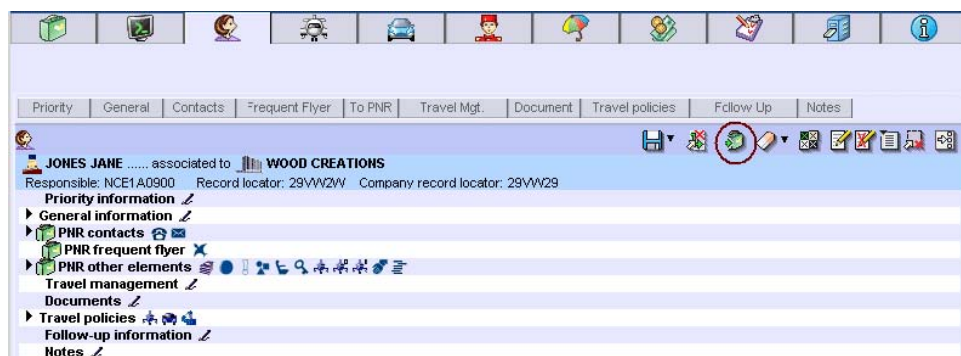 Priority General Contacts Frequent Flyer To PNR Travel Mgt. Document Travel policies Follow Up Notes
JONES JANE ...... associated to WOOD CREATIONS
Responsible: NCE1A0900 Record locator: 29VW2W Company record locator: 29VW29
Priority information
General information
PNR contacts
PNR frequent flyer
PNR other elements
Travel management
Documents
Travel policies
Follow-up information
Notes